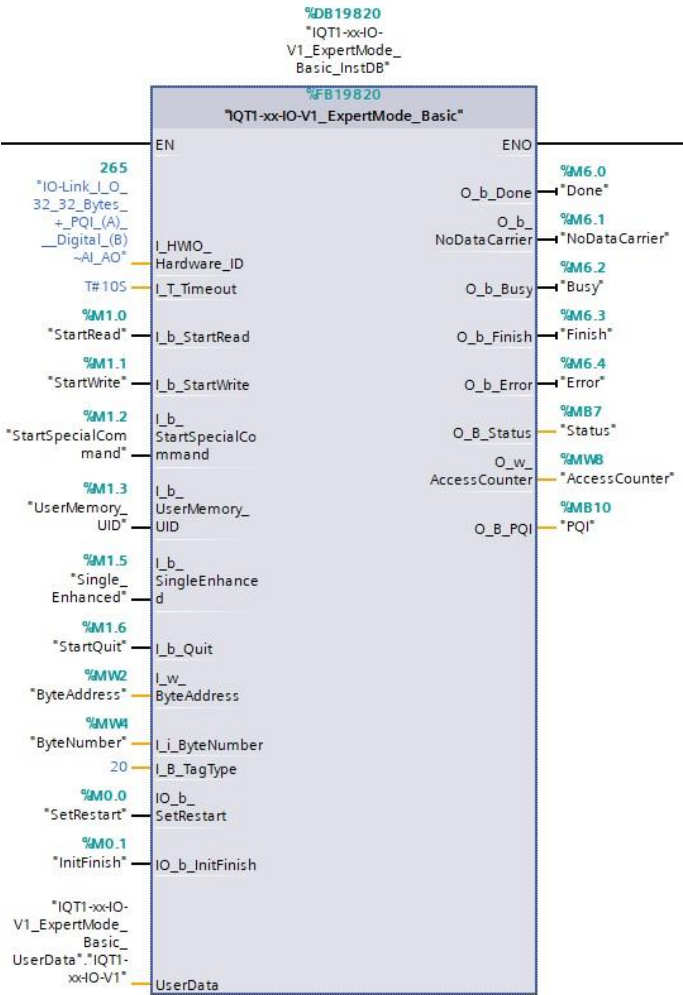 %DB19820
"IQT1-xx-IO-
V1_ExpertMode_
Basic_InstDB"
%FB19820
"IQT1-xx-IO-V1_ExpertMode_Basic"
EN
ENO
265
"IO-Link_I_O_
32_32_Bytes_
+_PQI_(A)_
__Digital_(B)
~AI_AO"
I_HWIO_
Hardware_ID
T#10S
I_T_Timeout
%M1.0
"StartRead"
I_b_StartRead
%M1.1
"StartWrite"
I_b_StartWrite
%M1.2
"StartSpecialCom
mand"
I_b_
StartSpecialCo
mmand
%M1.3
"UserMemory_
UID"
I_b_
UserMemory_
UID
%M1.5
"Single_
Enhanced"
I_b_
SingleEnhance
d
%M1.6
"StartQuit"
I_b_Quit
%MW2
"ByteAddress"
I_w_
ByteAddress
%MW4
"ByteNumber"
I_i_ByteNumber
20
I_B_TagType
%M0.0
"SetRestart"
IO_b_
SetRestart
%M0.1
"InitFinish"
IO_b_InitFinish
"IQT1-xx-IO-
V1_ExpertMode_
Basic_
UserData"."IQT1-
xx-IO-V1"
UserData
O_b_Done
%M6.0
"Done"
O_b_
NoDataCarrier
%M6.1
"NoDataCarrier"
O_b_Busy
%M6.2
"Busy"
O_b_Finish
%M6.3
"Finish"
O_b_Error
%M6.4
"Error"
O_B_Status
%MB7
"Status"
O_w_
AccessCounter
%MW8
"AccessCounter"
O_B_PQI
%MB10
"PQI"